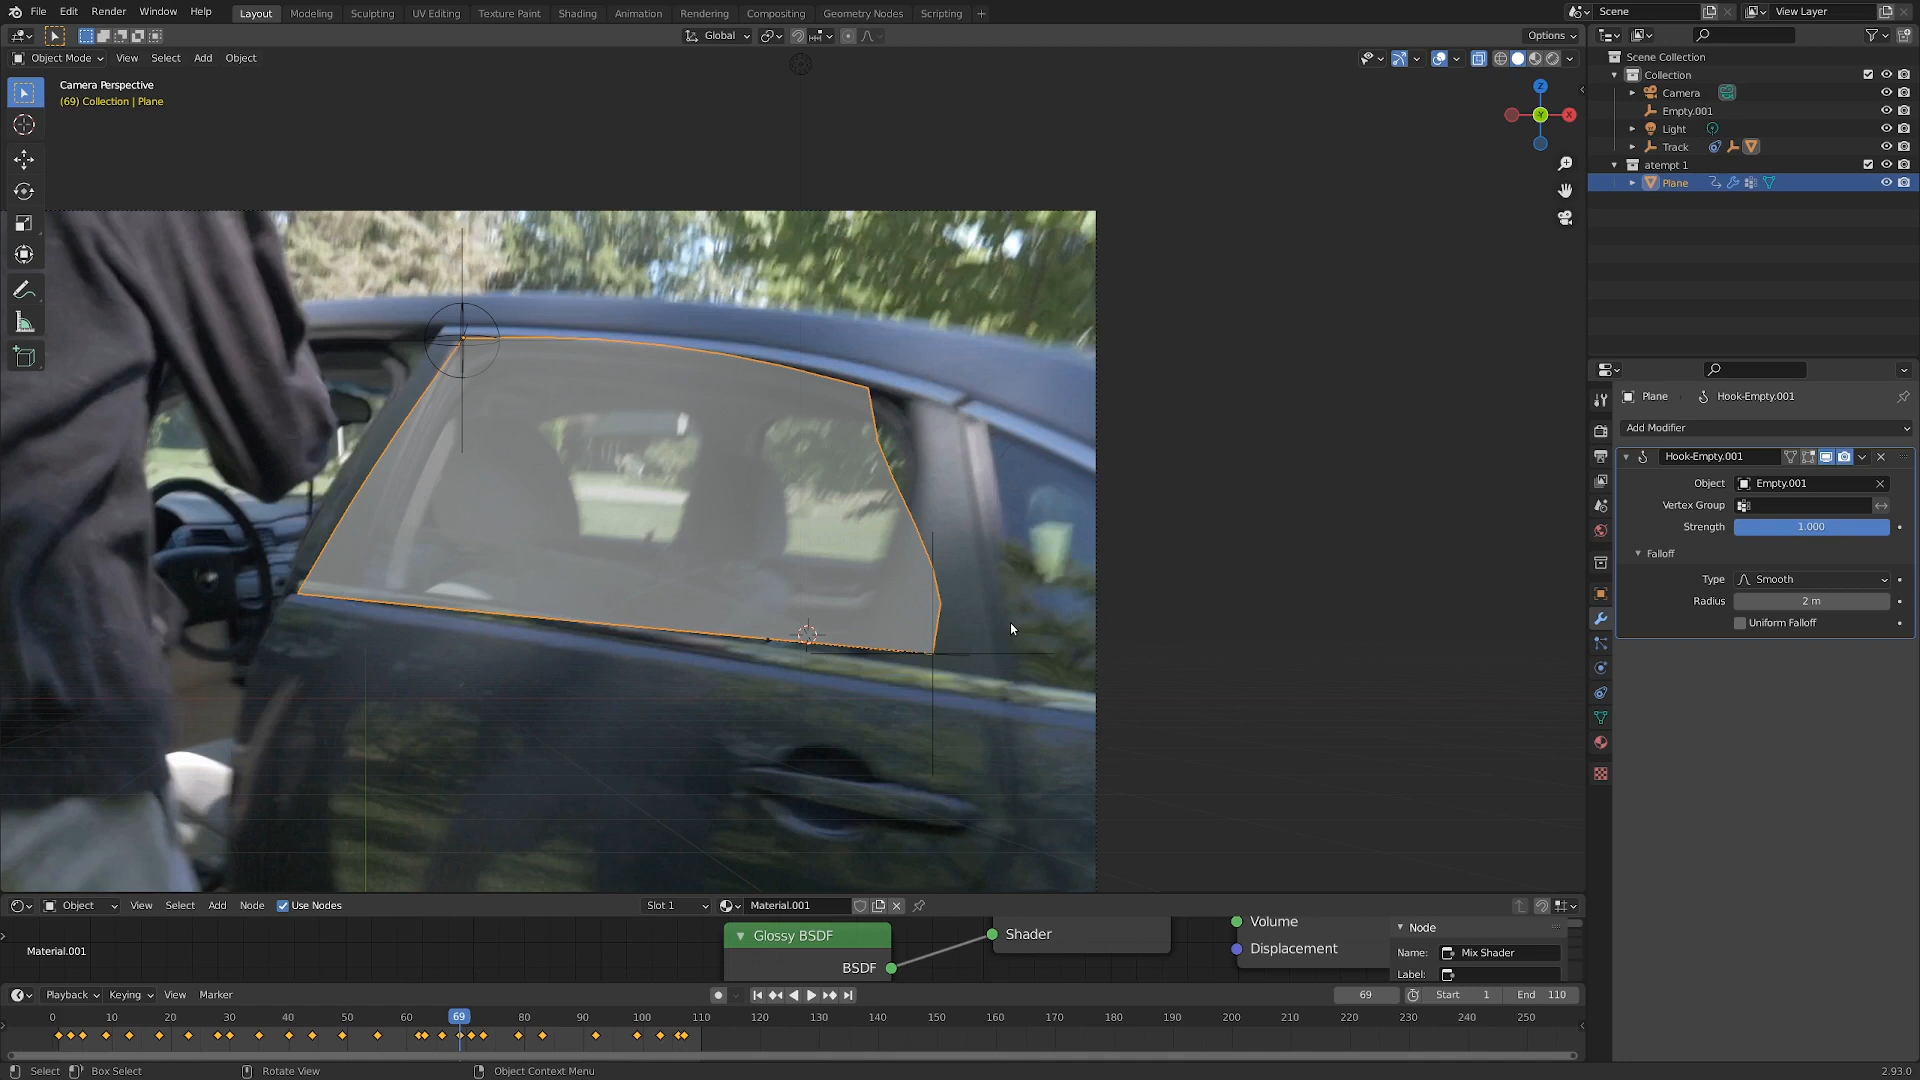 File Edit Render Window Help Layout Modeling Sculpting UV Editing Texture Paint Shading Animation Rendering Compositing Geometry Nodes Scripting + Scene View Layer
Global Options
Object Mode View Select Add Object
Camera Perspective
(69) Collection | Plane
Z
Y
X
Scene Collection
Collection
Camera
Empty.001
Light
Track
atempt 1
Plane
Plane Hook-Empty.001
Add Modifier
Hook-Empty.001
Object Empty.001
Vertex Group
Strength 1.000
Falloff
Type Smooth
Radius 2 m
Uniform Falloff
Object View Select Add Node Use Nodes Slot 1 Material.001
Material.001
Glossy BSDF
BSDF
Shader
Volume
Displacement
Node
Name: Mix Shader
Label:
Playback Keying View Marker 69 Start 1 End 110
0 10 20 30 40 50 60 69 80 90 100 110 120 130 140 150 160 170 180 190 200 210 220 230 240 250
Select Box Select Rotate View Object Context Menu 2.93.0